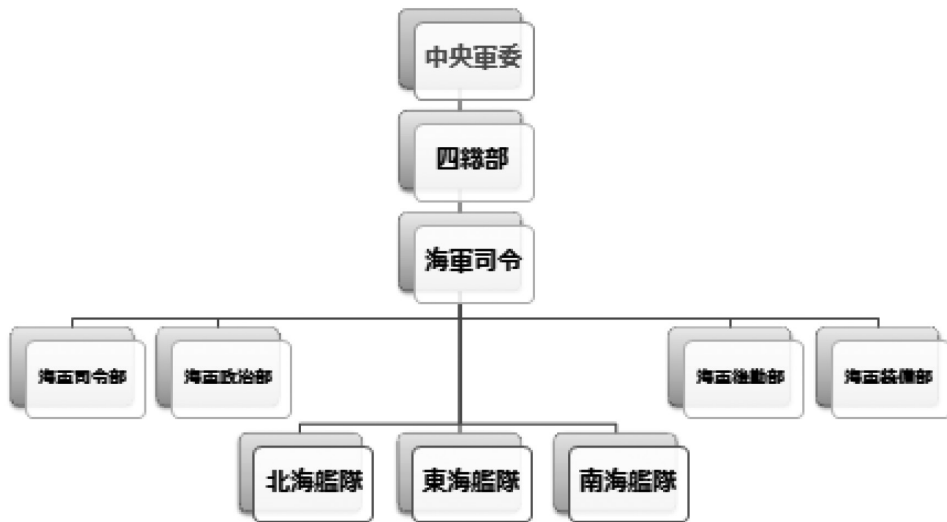 中央軍委
四總部
海軍司令
海軍司令部
海軍政治部
海軍後勤部
海軍裝備部
北海艦隊
東海艦隊
南海艦隊